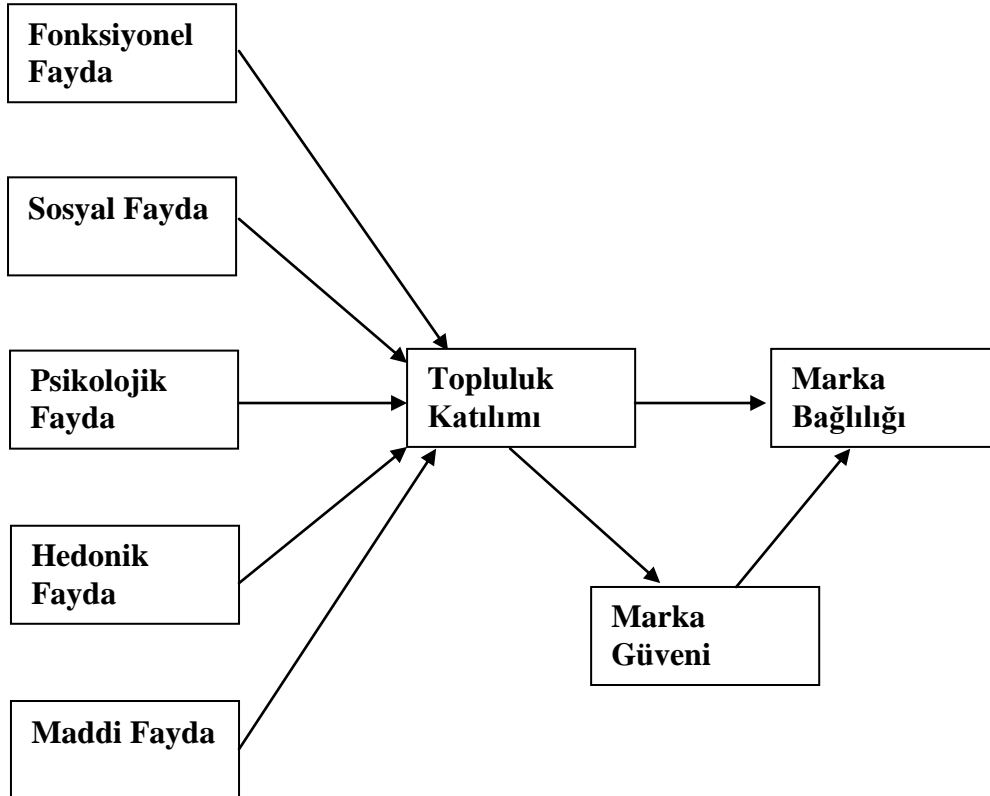 Fonksiyonel
Fayda
Sosyal Fayda
Psikolojik
Fayda
Hedonik
Fayda
Maddi Fayda
Topluluk
Katılımı
Marka
Güveni
Marka
Bağlılığı